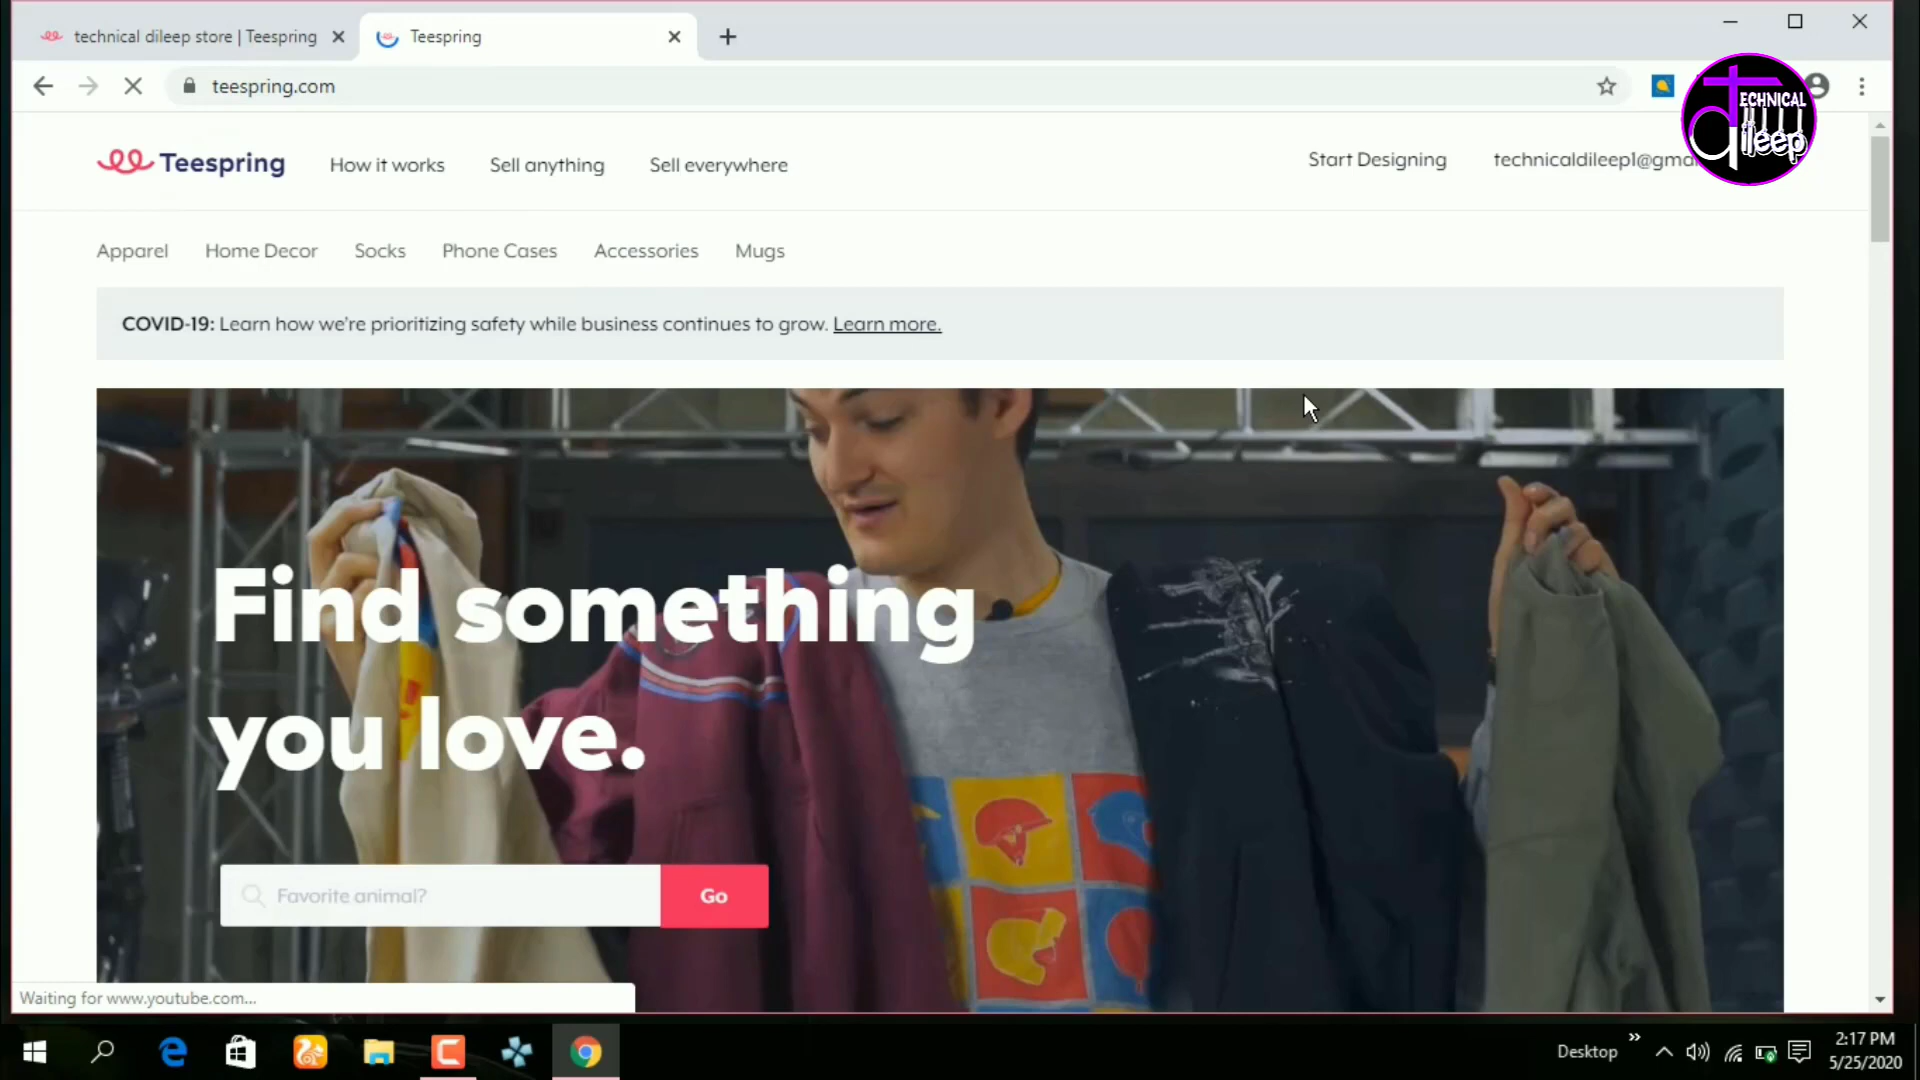 technical dileep store | Teespring
Teespring
teespring.com
TECHNICAL
dileep
Teespring
How it works
Sell anything
Sell everywhere
Start Designing
technicaldileep1@gma
Apparel
Home Decor
Socks
Phone Cases
Accessories
Mugs
COVID-19: Learn how we're prioritizing safety while business continues to grow. Learn more.
Find something
you love.
Favorite animal?
Go
Waiting for www.youtube.com...
Desktop
2:17 PM
5/25/2020